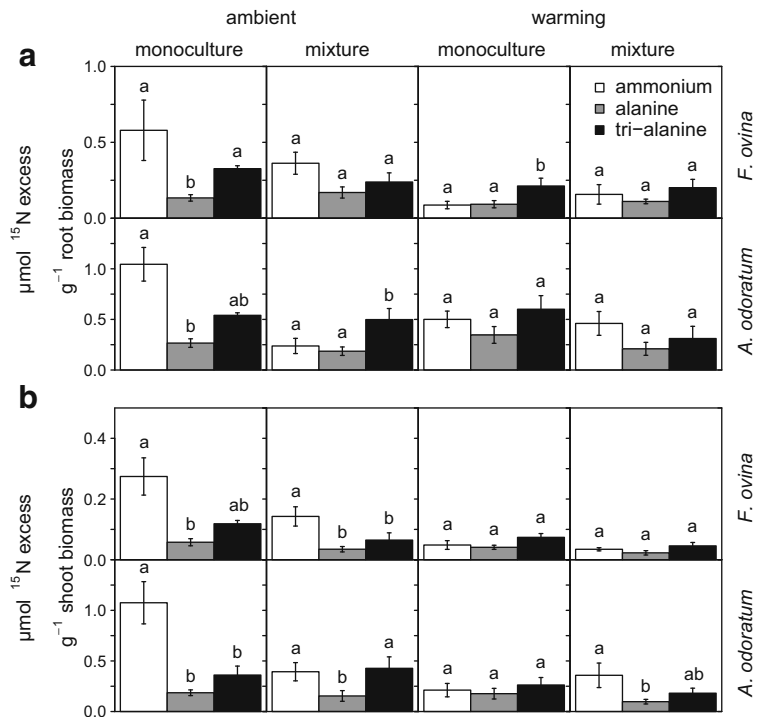 ambient warming
monoculture mixture monoculture mixture
a
1.0 0.5 0.0
a b a
a a a
a a b
a a a
ammonium
alanine
tri−alanine
F. ovina
µmol ¹⁵N excess
g⁻¹ root biomass
1.0 0.5 0.0
a b ab
a a b
a a a
a a a
A. odoratum
b
0.4 0.2 0.0
a b ab
a b b
a a a
a a a
F. ovina
µmol ¹⁵N excess
g⁻¹ shoot biomass
1.0 0.5 0.0
a b b
a b a
a a a
a b ab
A. odoratum